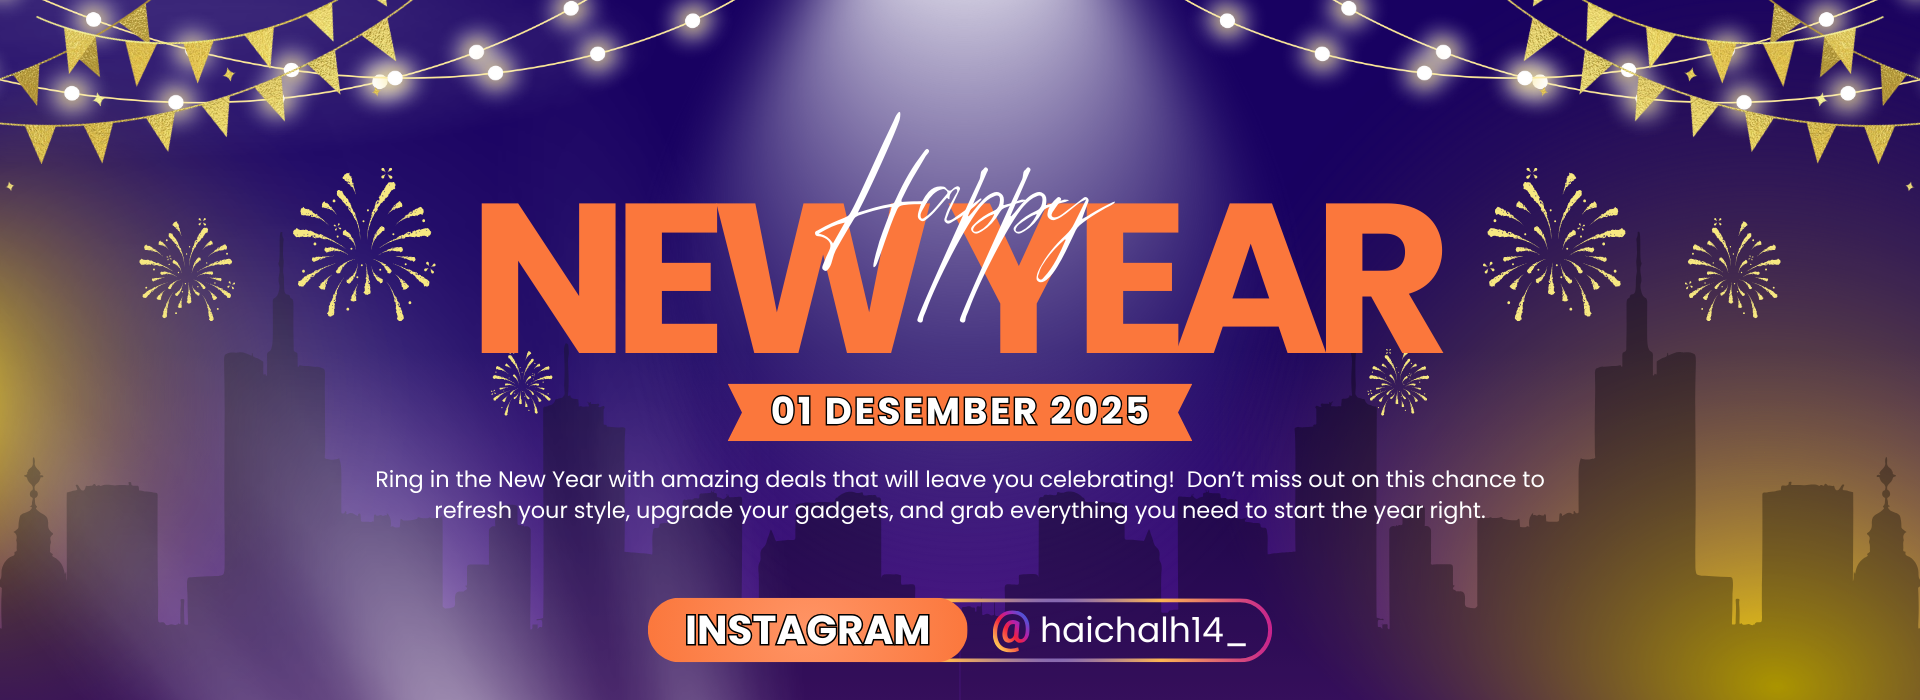 Happy
NEW YEAR
01 DESEMBER 2025
Ring in the New Year with amazing deals that will leave you celebrating! Don’t miss out on this chance to
refresh your style, upgrade your gadgets, and grab everything you need to start the year right.
INSTAGRAM @ haichalh14_